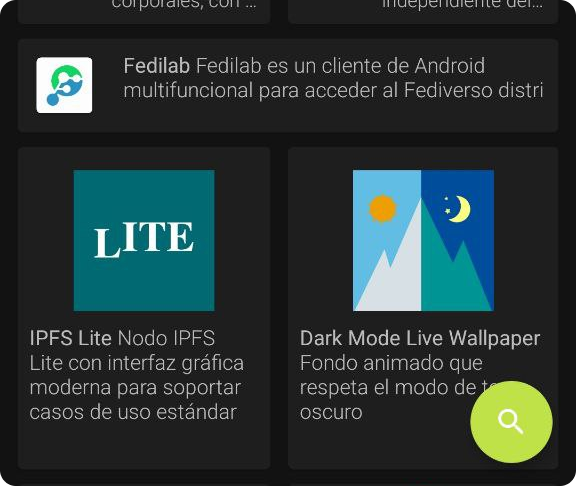 corporales, con ...
independiente del...
Fedilab Fedilab es un cliente de Android
multifuncional para acceder al Fediverso distri
LITE
IPFS Lite Nodo IPFS
Lite con interfaz gráfica
moderna para soportar
casos de uso estándar
Dark Mode Live Wallpaper
Fondo animado que
respeta el modo de
oscuro